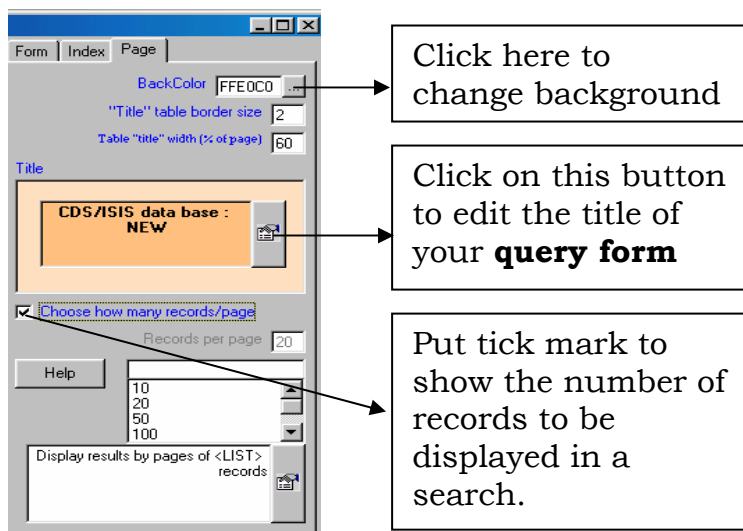 Form Index Page
BackColor FFE0C0 ...
"Title" table border size 2
Table "title" width (% of page) 60
Title
CDS/ISIS data base :
NEW
Choose how many records/page
Records per page 20
Help
10
20
50
100
Display results by pages of <LIST>
records
Click here to
change background
Click on this button
to edit the title of
your query form
Put tick mark to
show the number of
records to be
displayed in a
search.